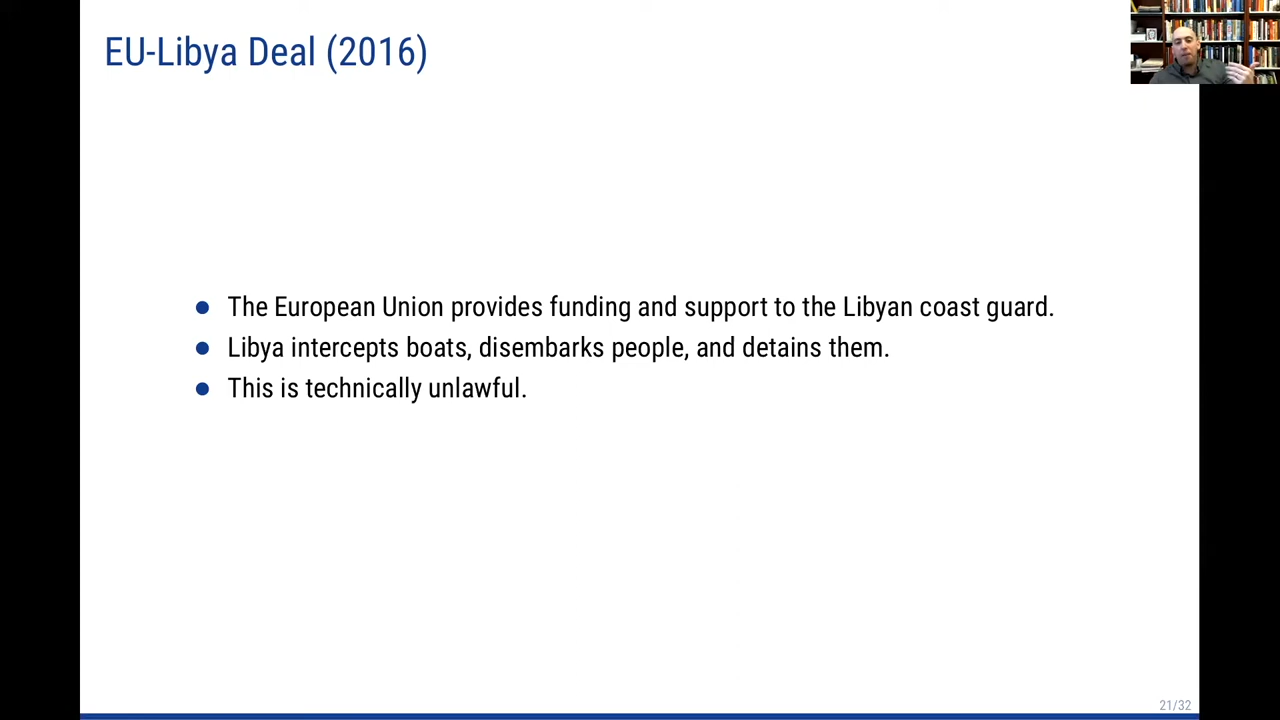 EU-Libya Deal (2016)
● The European Union provides funding and support to the Libyan coast guard.
● Libya intercepts boats, disembarks people, and detains them.
● This is technically unlawful.
21/32